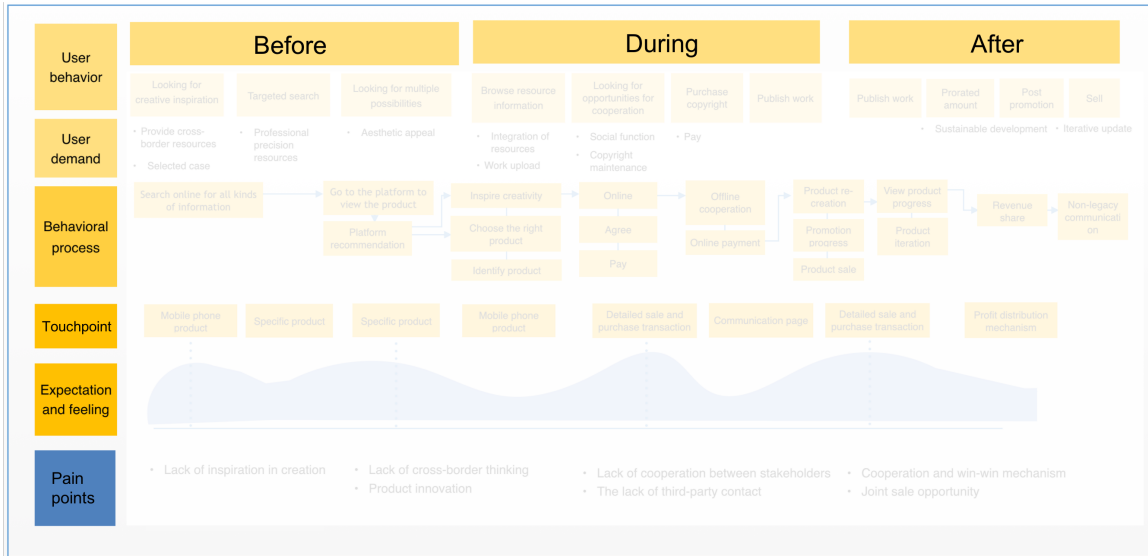 User
behavior
Before
During
After
Looking for
creative inspiration
Targeted search
Looking for multiple
possibilities
Browse resource
information
Looking for
opportunities for
cooperation
Purchase
copyright
Publish work
Publish work
Prorated
amount
Post
promotion
Sell
User
demand
• Provide cross-
border resources
• Selected case
• Professional
precision
resources
• Aesthetic appeal
• Integration of
resources
• Work upload
• Social function
• Copyright
maintenance
• Pay
• Sustainable development
• Iterative update
Behavioral
process
Search online for all kinds
of information
Go to the platform to
view the product
Platform
recommendation
Inspire creativity
Choose the right
product
Identify product
Online
Agree
Pay
Offline
cooperation
Online payment
Product re-
creation
Promotion
progress
Product sale
View product
progress
Product
iteration
Revenue
share
Non-legacy
communicati
on
Touchpoint
Mobile phone
product
Specific product
Specific product
Mobile phone
product
Detailed sale and
purchase transaction
Communication page
Detailed sale and
purchase transaction
Profit distribution
mechanism
Expectation
and feeling
Pain
points
• Lack of inspiration in creation
• Lack of cross-border thinking
• Product innovation
• Lack of cooperation between stakeholders
• The lack of third-party contact
• Cooperation and win-win mechanism
• Joint sale opportunity